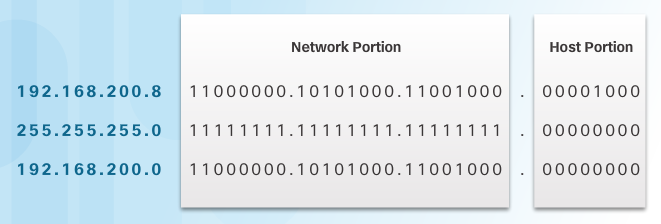 Network Portion Host Portion
192.168.200.8 11000000.10101000.11001000 . 00001000
255.255.255.0 11111111.11111111.11111111 . 00000000
192.168.200.0 11000000.10101000.11001000 . 00000000